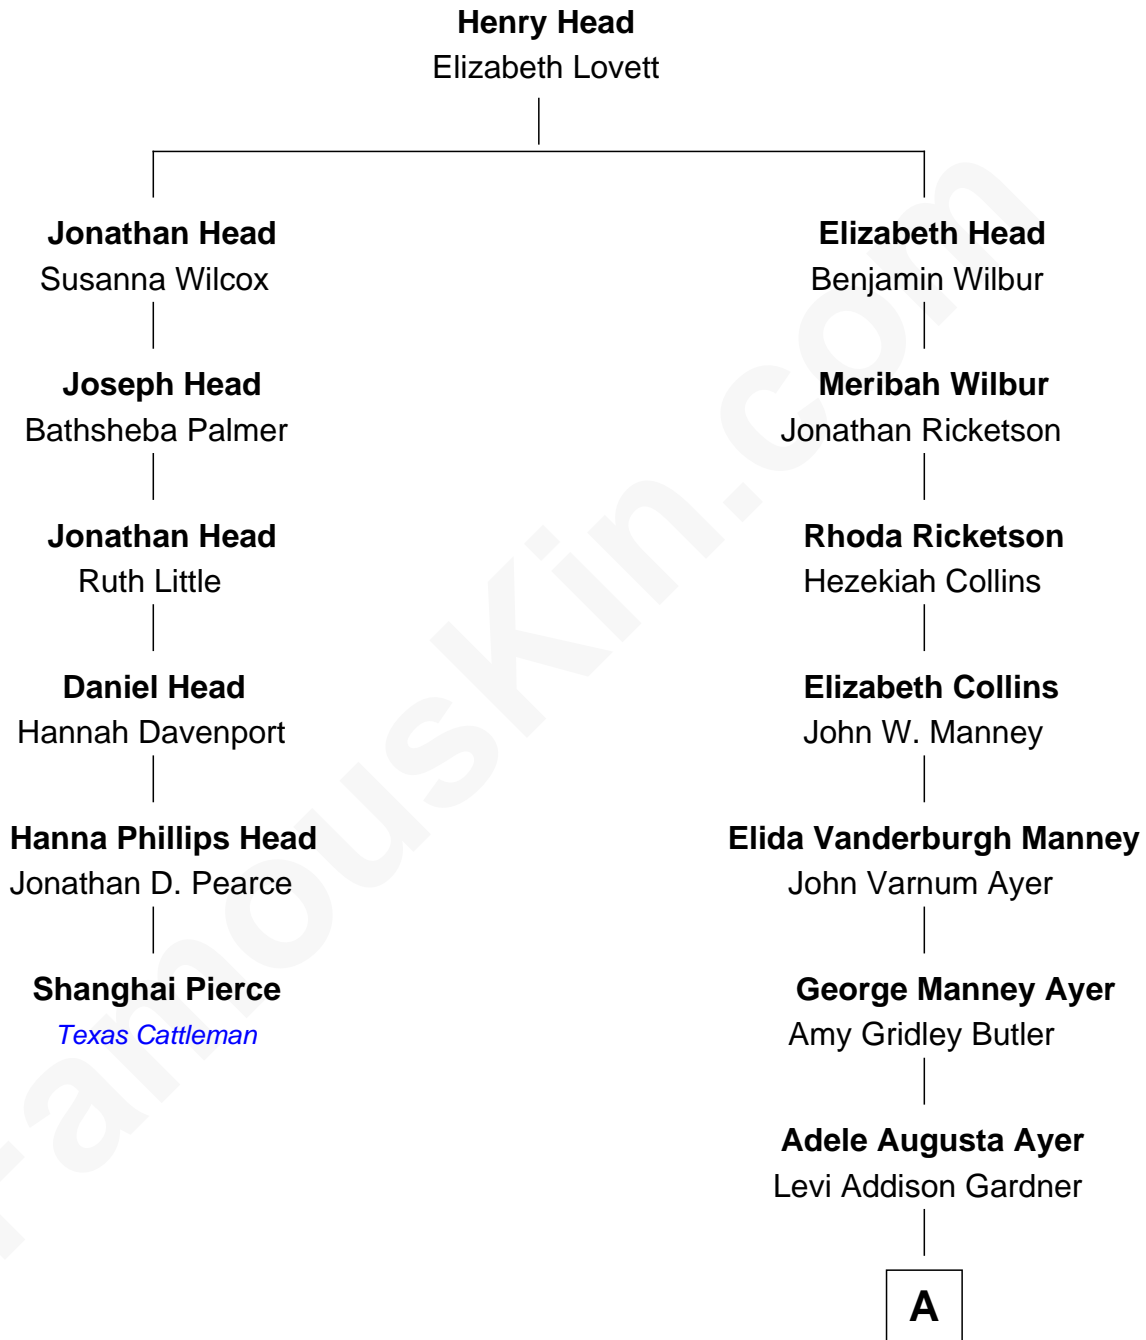 Henry Head
Elizabeth Lovett
Jonathan Head
Susanna Wilcox
Elizabeth Head
Benjamin Wilbur
Joseph Head
Bathsheba Palmer
Meribah Wilbur
Jonathan Ricketson
Jonathan Head
Ruth Little
Rhoda Ricketson
Hezekiah Collins
Daniel Head
Hannah Davenport
Elizabeth Collins
John W. Manney
Hanna Phillips Head
Jonathan D. Pearce
Elida Vanderburgh Manney
John Varnum Ayer
Shanghai Pierce
Texas Cattleman
George Manney Ayer
Amy Gridley Butler
Adele Augusta Ayer
Levi Addison Gardner
A
FamousKin.com